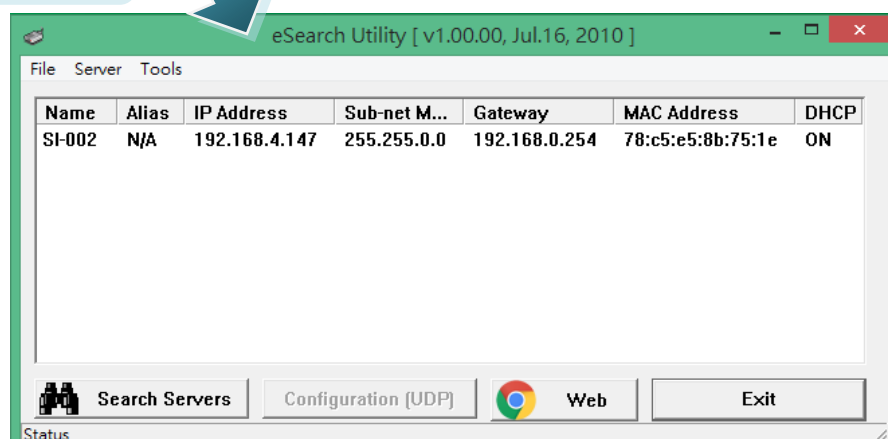 eSearch Utility [ v1.00.00, Jul.16, 2010 ]
File Server Tools
Name Alias IP Address Sub-net M... Gateway MAC Address DHCP
SI-002 N/A 192.168.4.147 255.255.0.0 192.168.0.254 78:c5:e5:8b:75:1e ON
Search Servers Configuration (UDP) Web Exit
Status